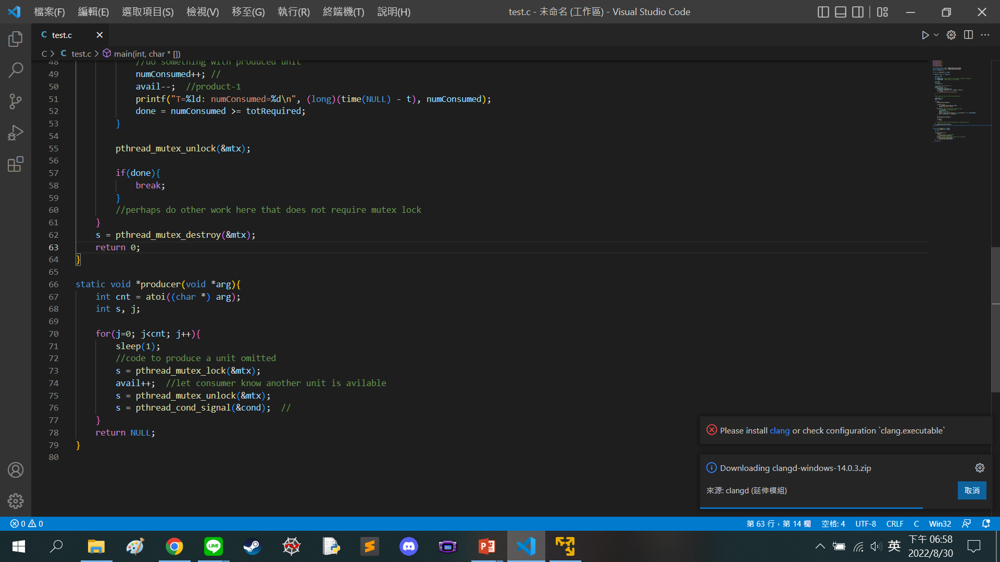 檔案(F) 編輯(E) 選取項目(S) 檢視(V) 移至(G) 執行(R) 終端機(T) 說明(H) test.c - 未命名 (工作區) - Visual Studio Code
C test.c
C > C test.c > main(int, char * [])
48 //do something with produced unit
49 numConsumed++; //
50 avail--; //product-1
51 printf("T=%ld: numConsumed=%d\n", (long)(time(NULL) - t), numConsumed);
52 done = numConsumed >= totRequired;
53 }
54
55 pthread_mutex_unlock(&mtx);
56
57 if(done){
58 break;
59 }
60 //perhaps do other work here that does not require mutex lock
61 }
62 s = pthread_mutex_destroy(&mtx);
63 return 0;
64 }
65
66 static void *producer(void *arg){
67 int cnt = atoi((char *) arg);
68 int s, j;
69
70 for(j=0; j<cnt; j++){
71 sleep(1);
72 //code to produce a unit omitted
73 s = pthread_mutex_lock(&mtx);
74 avail++; //let consumer know another unit is avilable
75 s = pthread_mutex_unlock(&mtx);
76 s = pthread_cond_signal(&cond); //
77 }
78 return NULL;
79 }
80
Please install clang or check configuration `clang.executable`
Downloading clangd-windows-14.0.3.zip
來源: clangd (延伸模組) 取消
0 0 第 63 行，第 14 欄 空格: 4 UTF-8 CRLF C Win32
LINE 英 下午 06:58
2022/8/30